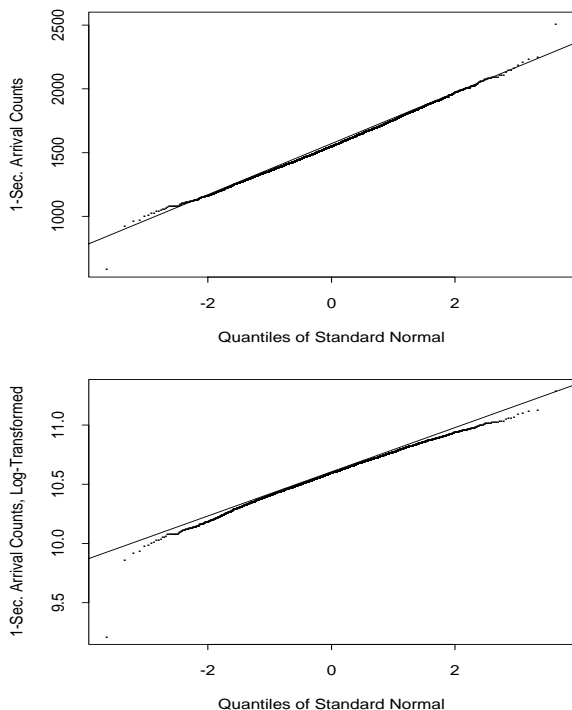 2500
2000
1500
1000
1-Sec. Arrival Counts
-2 0 2
Quantiles of Standard Normal
11.0
10.5
10.0
9.5
1-Sec. Arrival Counts, Log-Transformed
-2 0 2
Quantiles of Standard Normal